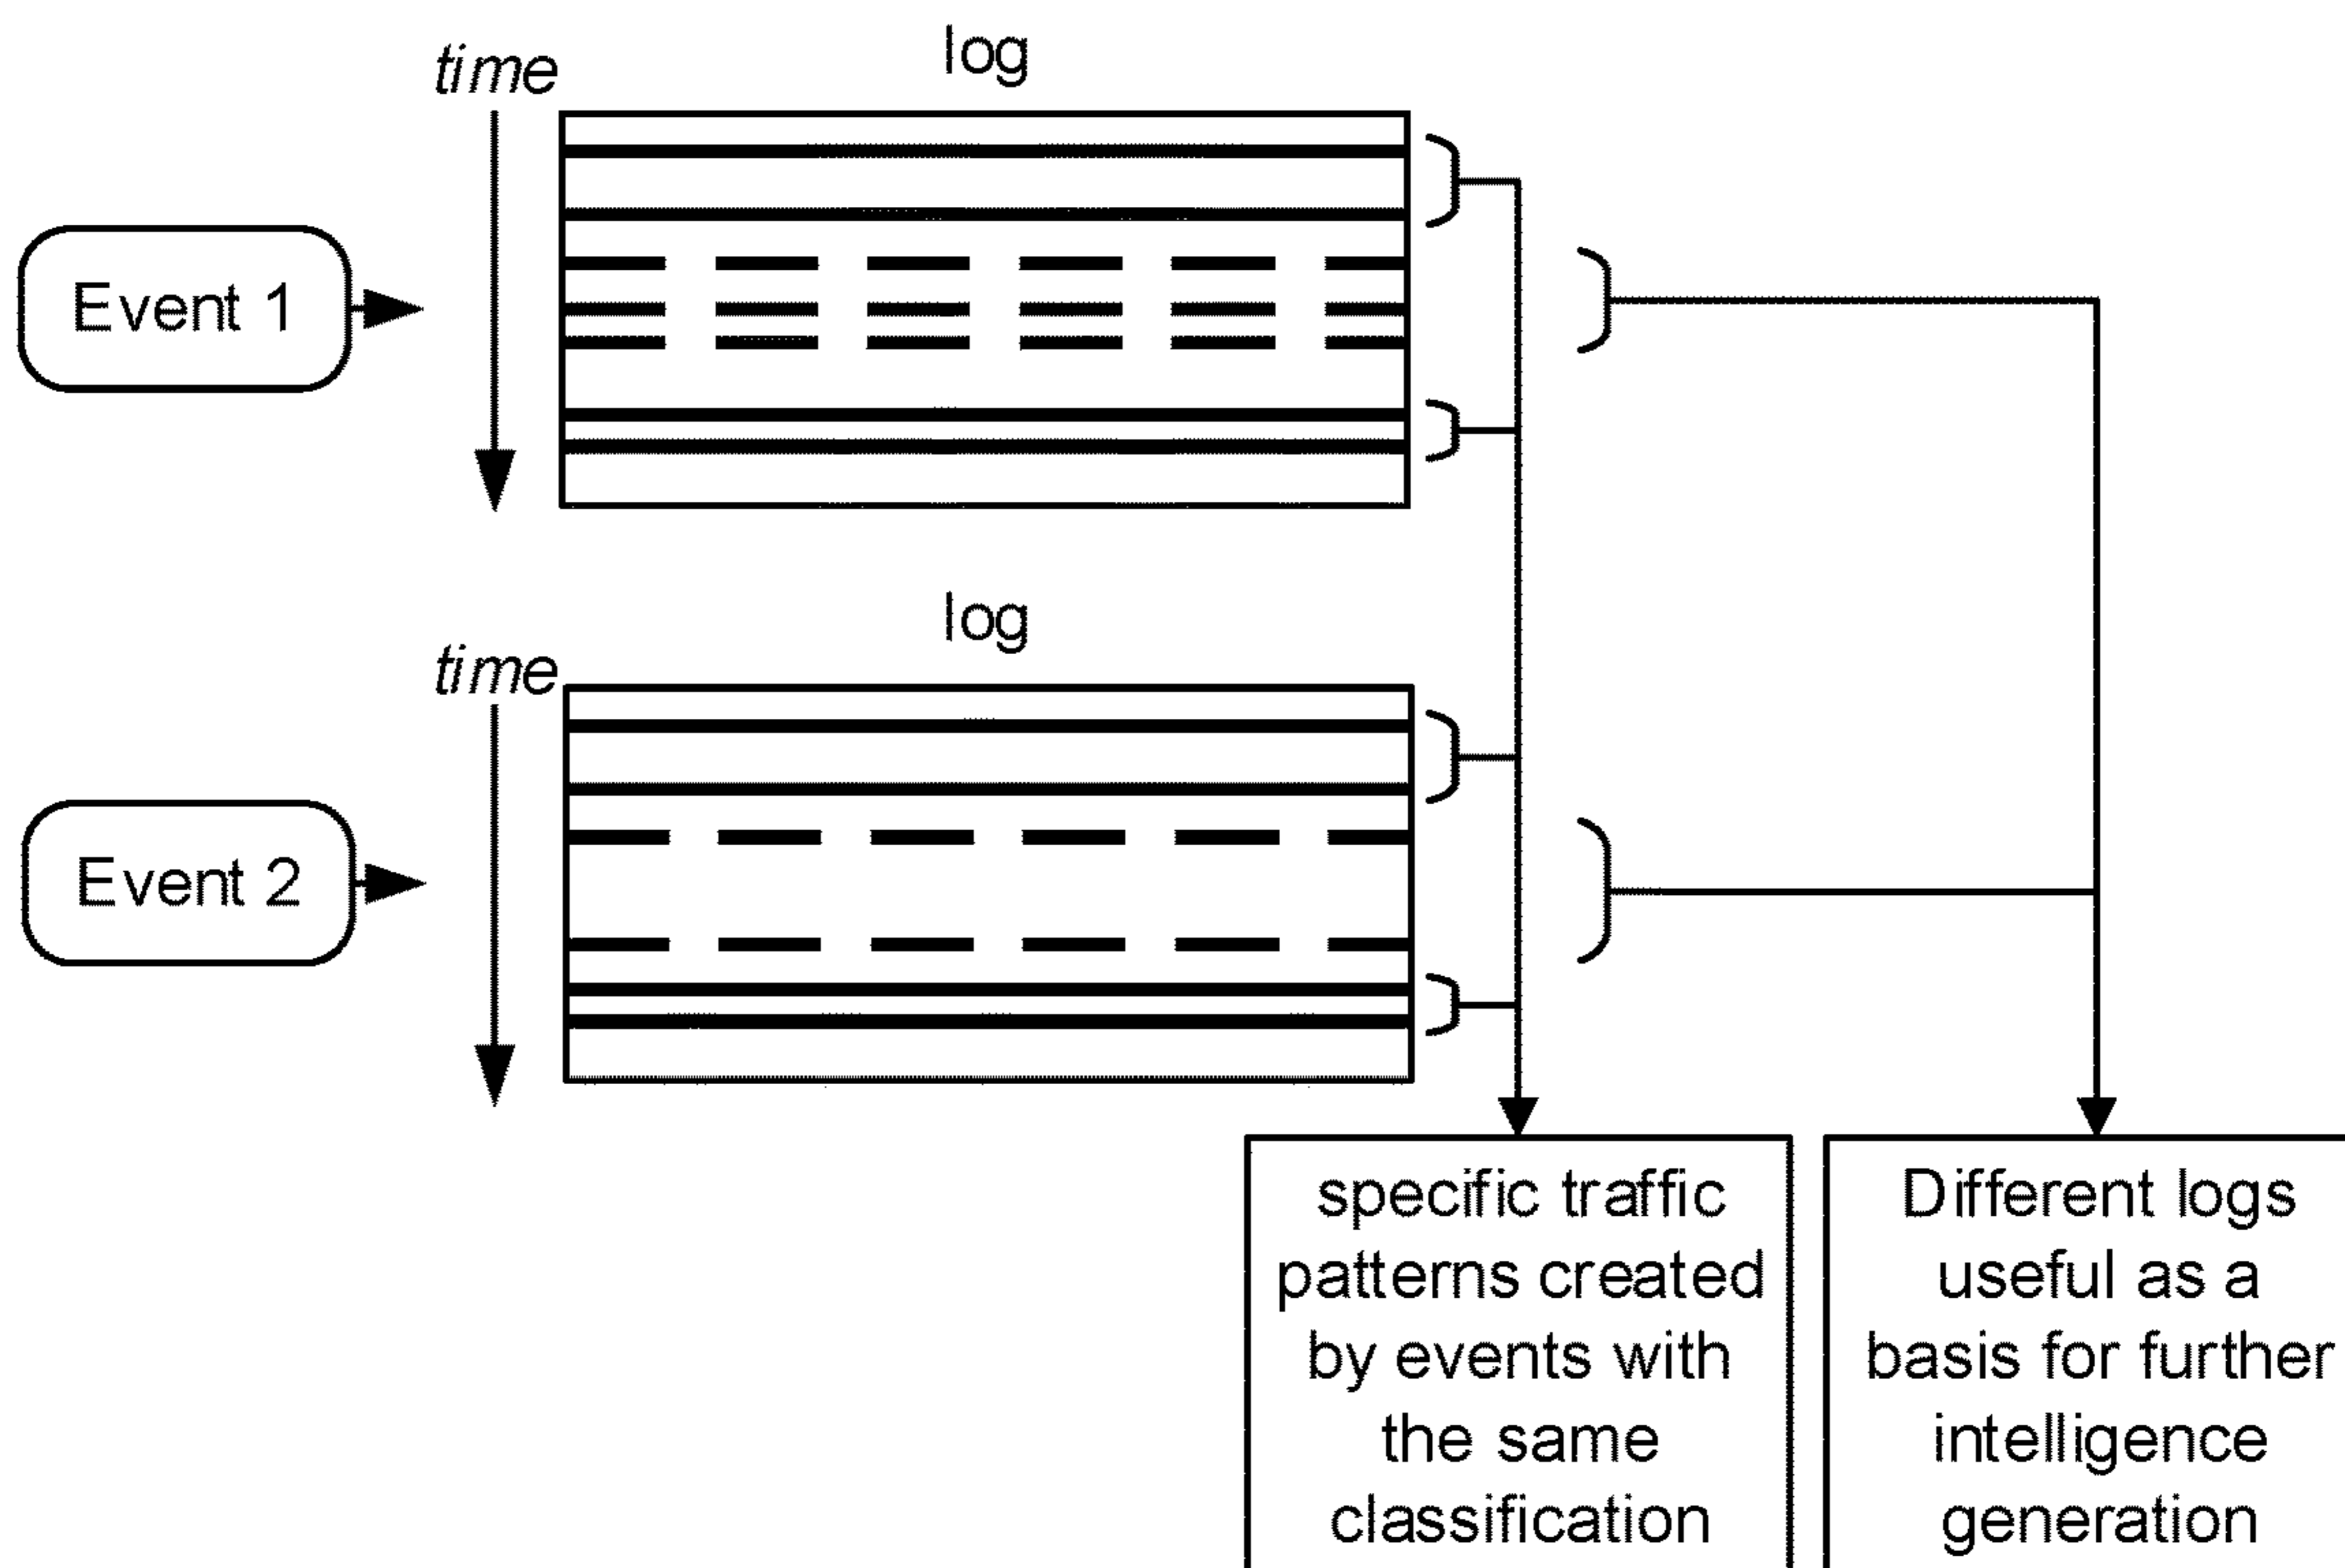 log
time
Event 1
log
time
Event 2
specific traffic
patterns created
by events with
the same
classification
Different logs
useful as a
basis for further
intelligence
generation